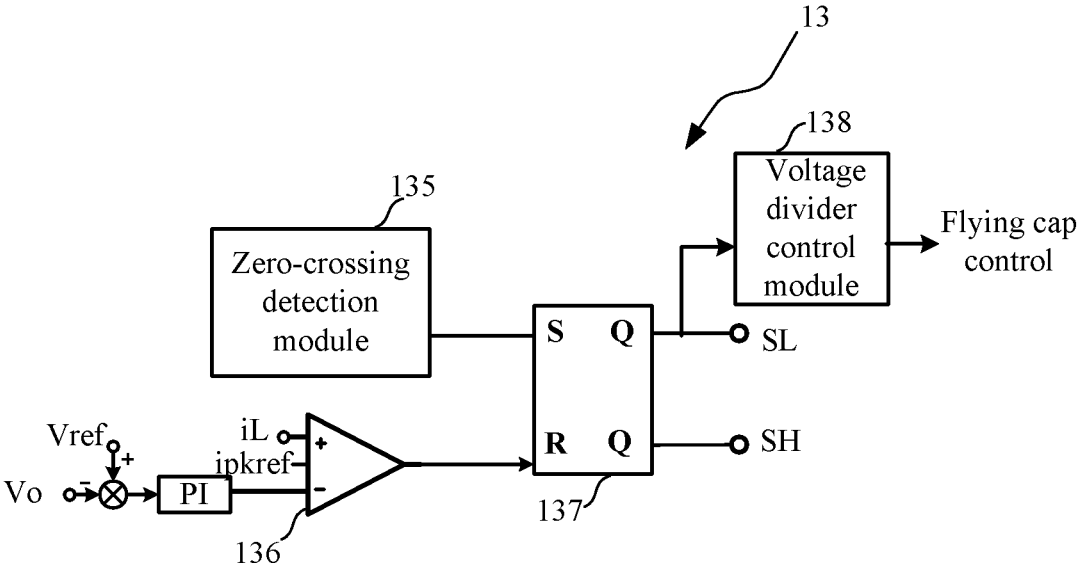 13
138
Voltage
divider
control
module
Flying cap
control
135
Zero-crossing
detection
module
S Q
SL
R Q
SH
137
iL
+
ipkref
−
136
Vref
+
Vo
-
PI